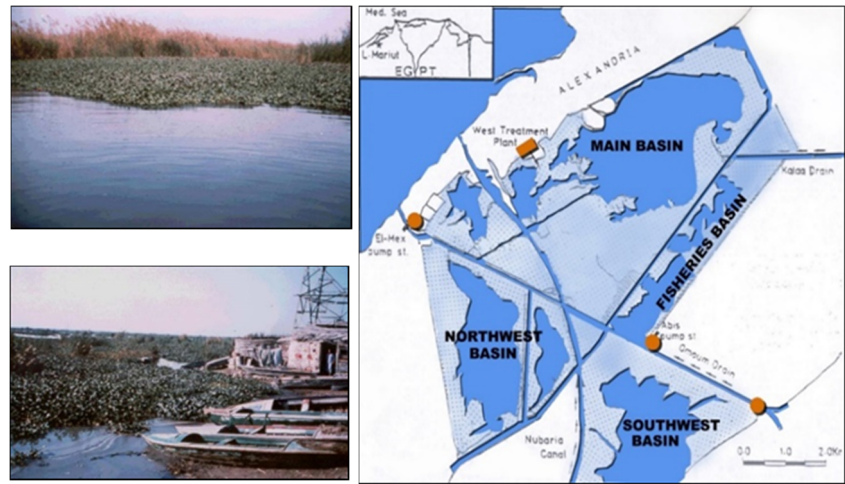 Med. Sea
L. Mariut
EGYPT
ALEXANDRIA
West Treatment
Plant
MAIN BASIN
Kalaa Drain
El-Mex
pump st.
FISHERIES BASIN
Abis
pump st.
Omoum Drain
NORTHWEST
BASIN
SOUTHWEST
BASIN
Nubaria
Canal
0.0 1.0 2.0